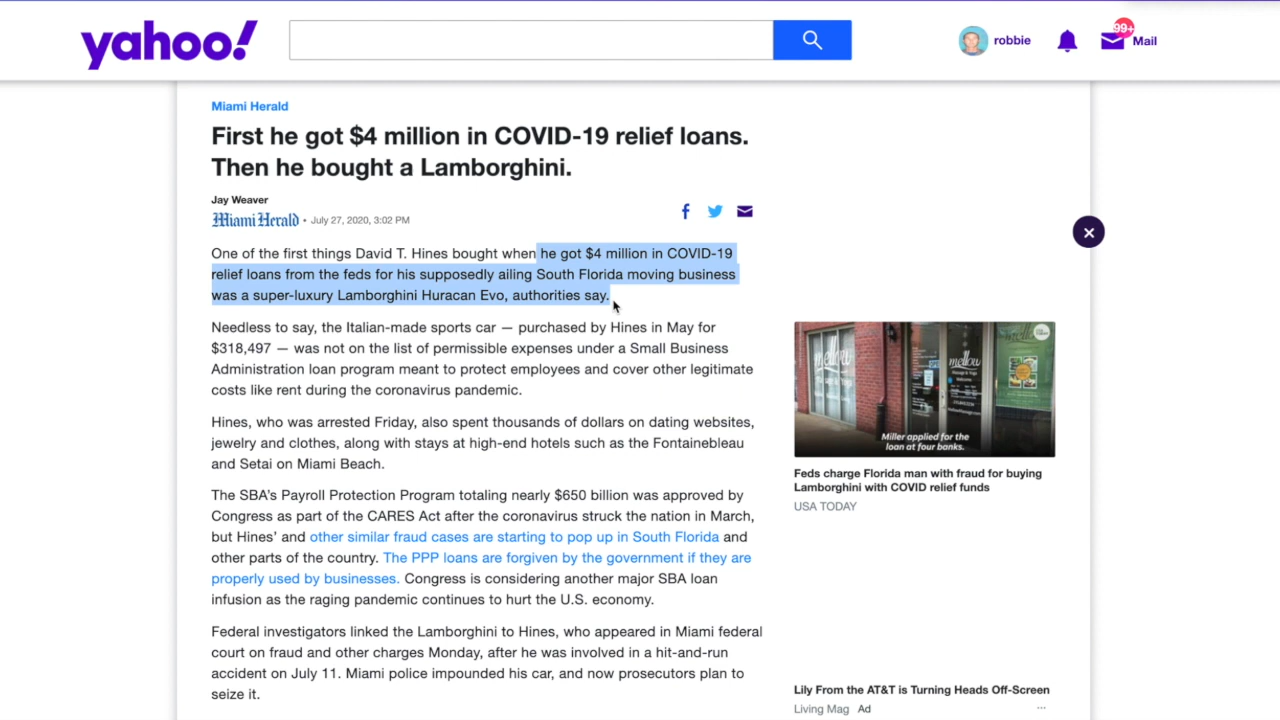 yahoo!
robbie
99+
Mail
Miami Herald
First he got $4 million in COVID-19 relief loans.
Then he bought a Lamborghini.
Jay Weaver
Miami Herald • July 27, 2020, 3:02 PM
One of the first things David T. Hines bought when he got $4 million in COVID-19
relief loans from the feds for his supposedly ailing South Florida moving business
was a super-luxury Lamborghini Huracan Evo, authorities say.
Needless to say, the Italian-made sports car — purchased by Hines in May for
$318,497 — was not on the list of permissible expenses under a Small Business
Administration loan program meant to protect employees and cover other legitimate
costs like rent during the coronavirus pandemic.
Hines, who was arrested Friday, also spent thousands of dollars on dating websites,
jewelry and clothes, along with stays at high-end hotels such as the Fontainebleau
and Setai on Miami Beach.
The SBA's Payroll Protection Program totaling nearly $650 billion was approved by
Congress as part of the CARES Act after the coronavirus struck the nation in March,
but Hines' and other similar fraud cases are starting to pop up in South Florida and
other parts of the country. The PPP loans are forgiven by the government if they are
properly used by businesses. Congress is considering another major SBA loan
infusion as the raging pandemic continues to hurt the U.S. economy.
Federal investigators linked the Lamborghini to Hines, who appeared in Miami federal
court on fraud and other charges Monday, after he was involved in a hit-and-run
accident on July 11. Miami police impounded his car, and now prosecutors plan to
seize it.
mellow
mellow
Miller applied for the
loan at four banks.
Feds charge Florida man with fraud for buying
Lamborghini with COVID relief funds
USA TODAY
Lily From the AT&T is Turning Heads Off-Screen
Living Mag Ad